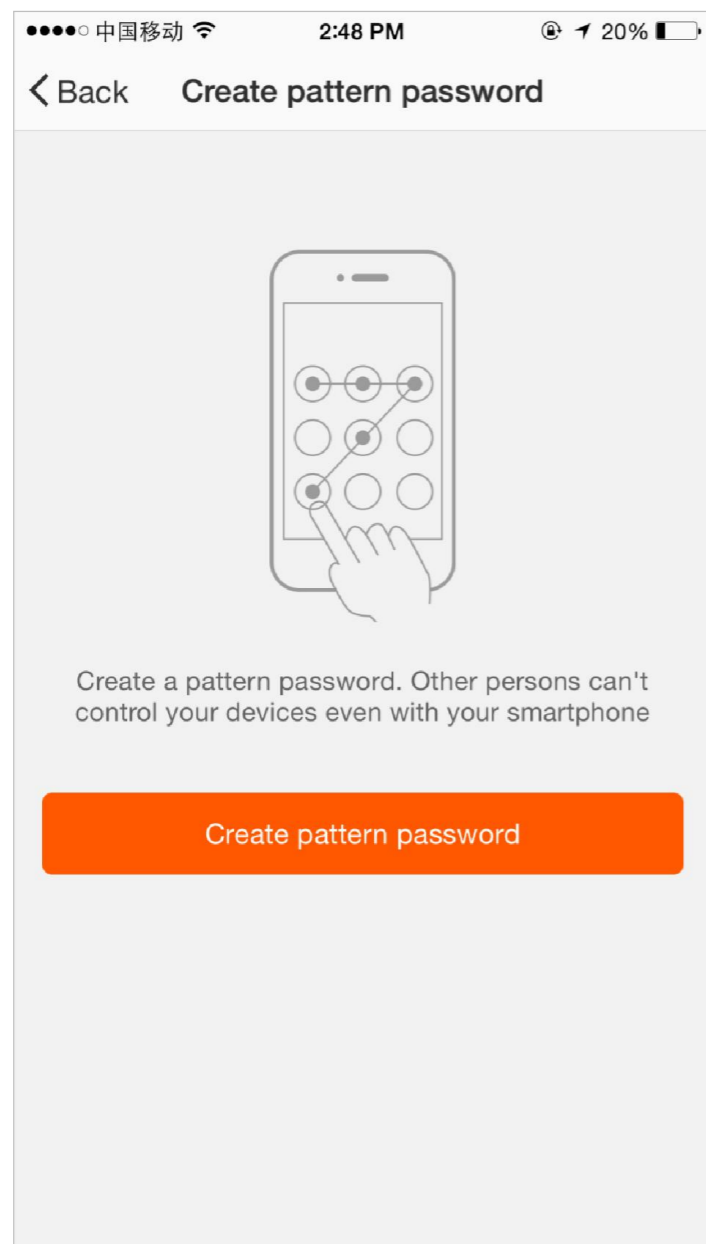 中国移动 2:48 PM 20%
Back Create pattern password
Create a pattern password. Other persons can't
control your devices even with your smartphone
Create pattern password